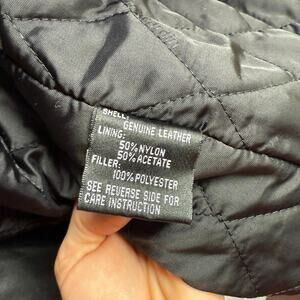 SHELL:
GENUINE LEATHER
LINING:
50%NYLON
50%ACETATE
FILLER:
100%POLYESTER
SEE REVERSE SIDE FOR
CARE INSTRUCTION